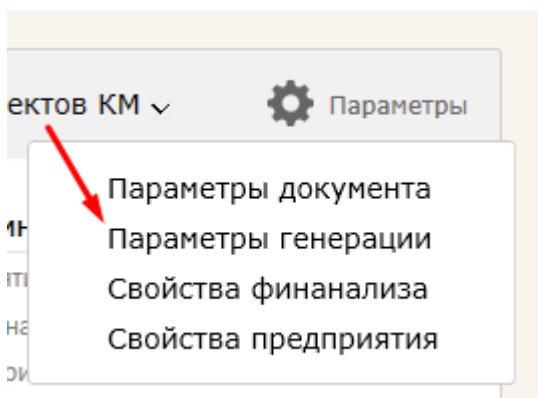 ектов КМ
Параметры
Параметры документа
Параметры генерации
Свойства финанализа
Свойства предприятия